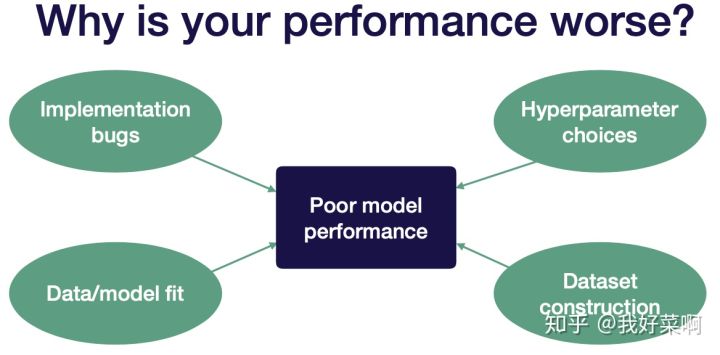 Why is your performance worse?
Implementation
bugs
Hyperparameter
choices
Poor model
performance
Data/model fit
Dataset
construction
知乎 @我好菜啊